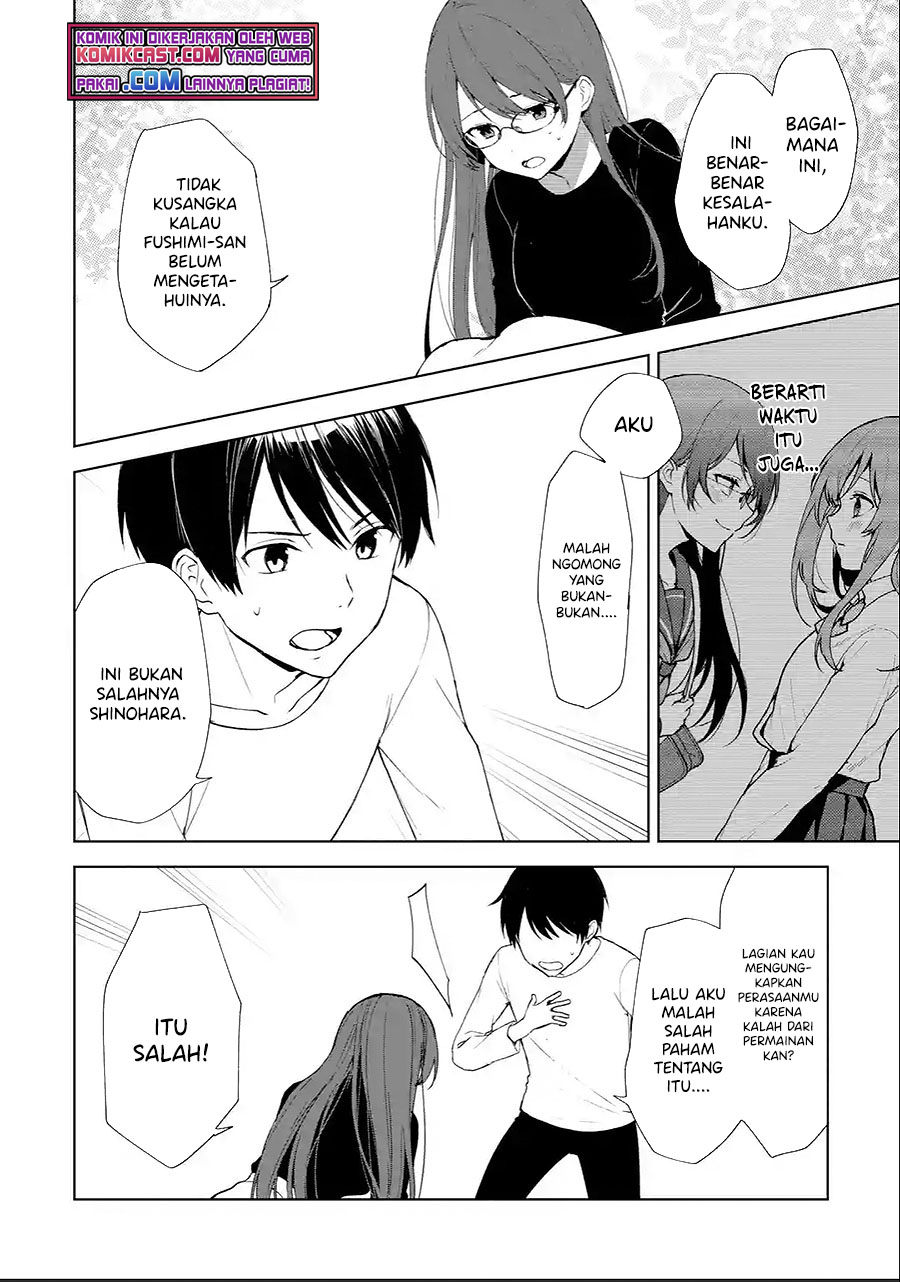 KOMIK INI DIKERJAKAN OLEH WEB
KOMIKCAST.COM YANG CUMA
PAKAI .COM LAINNYA PLAGIAT!
BAGAI-
MANA
INI,
INI
BENAR-
BENAR
KESALA-
HANKU.
TIDAK
KUSANGKA
KALAU
FUSHIMI-SAN
BELUM
MENGETA-
HUINYA.
BERARTI
WAKTU
ITU
JUGA...
AKU
MALAH
NGOMONG
YANG
BUKAN-
BUKAN....
INI BUKAN
SALAHNYA
SHINOHARA.
LAGIAN KAU
MENGUNG-
KAPKAN
PERASAANMU
KARENA
KALAH DARI
PERMAINAN
KAN?
LALU AKU
MALAH
SALAH
PAHAM
TENTANG
ITU....
ITU
SALAH!